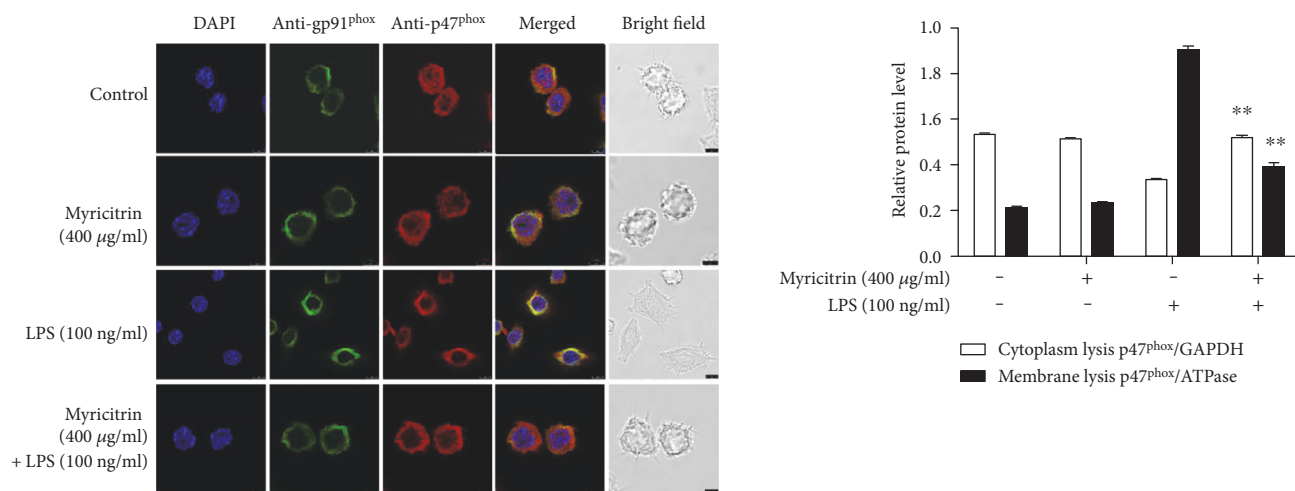 DAPI Anti-gp91phox Anti-p47phox Merged Bright field
Control
Myricitrin
(400 μg/ml)
LPS (100 ng/ml)
Myricitrin
(400 μg/ml)
+ LPS (100 ng/ml)
Relative protein level
1.0
1.8
1.6
0.4
0.2
0.0
**
**
Myricitrin (400 μg/ml) – + – +
LPS (100 ng/ml) – – + +
Cytoplasm lysis p47phox/GAPDH
Membrane lysis p47phox/ATPase